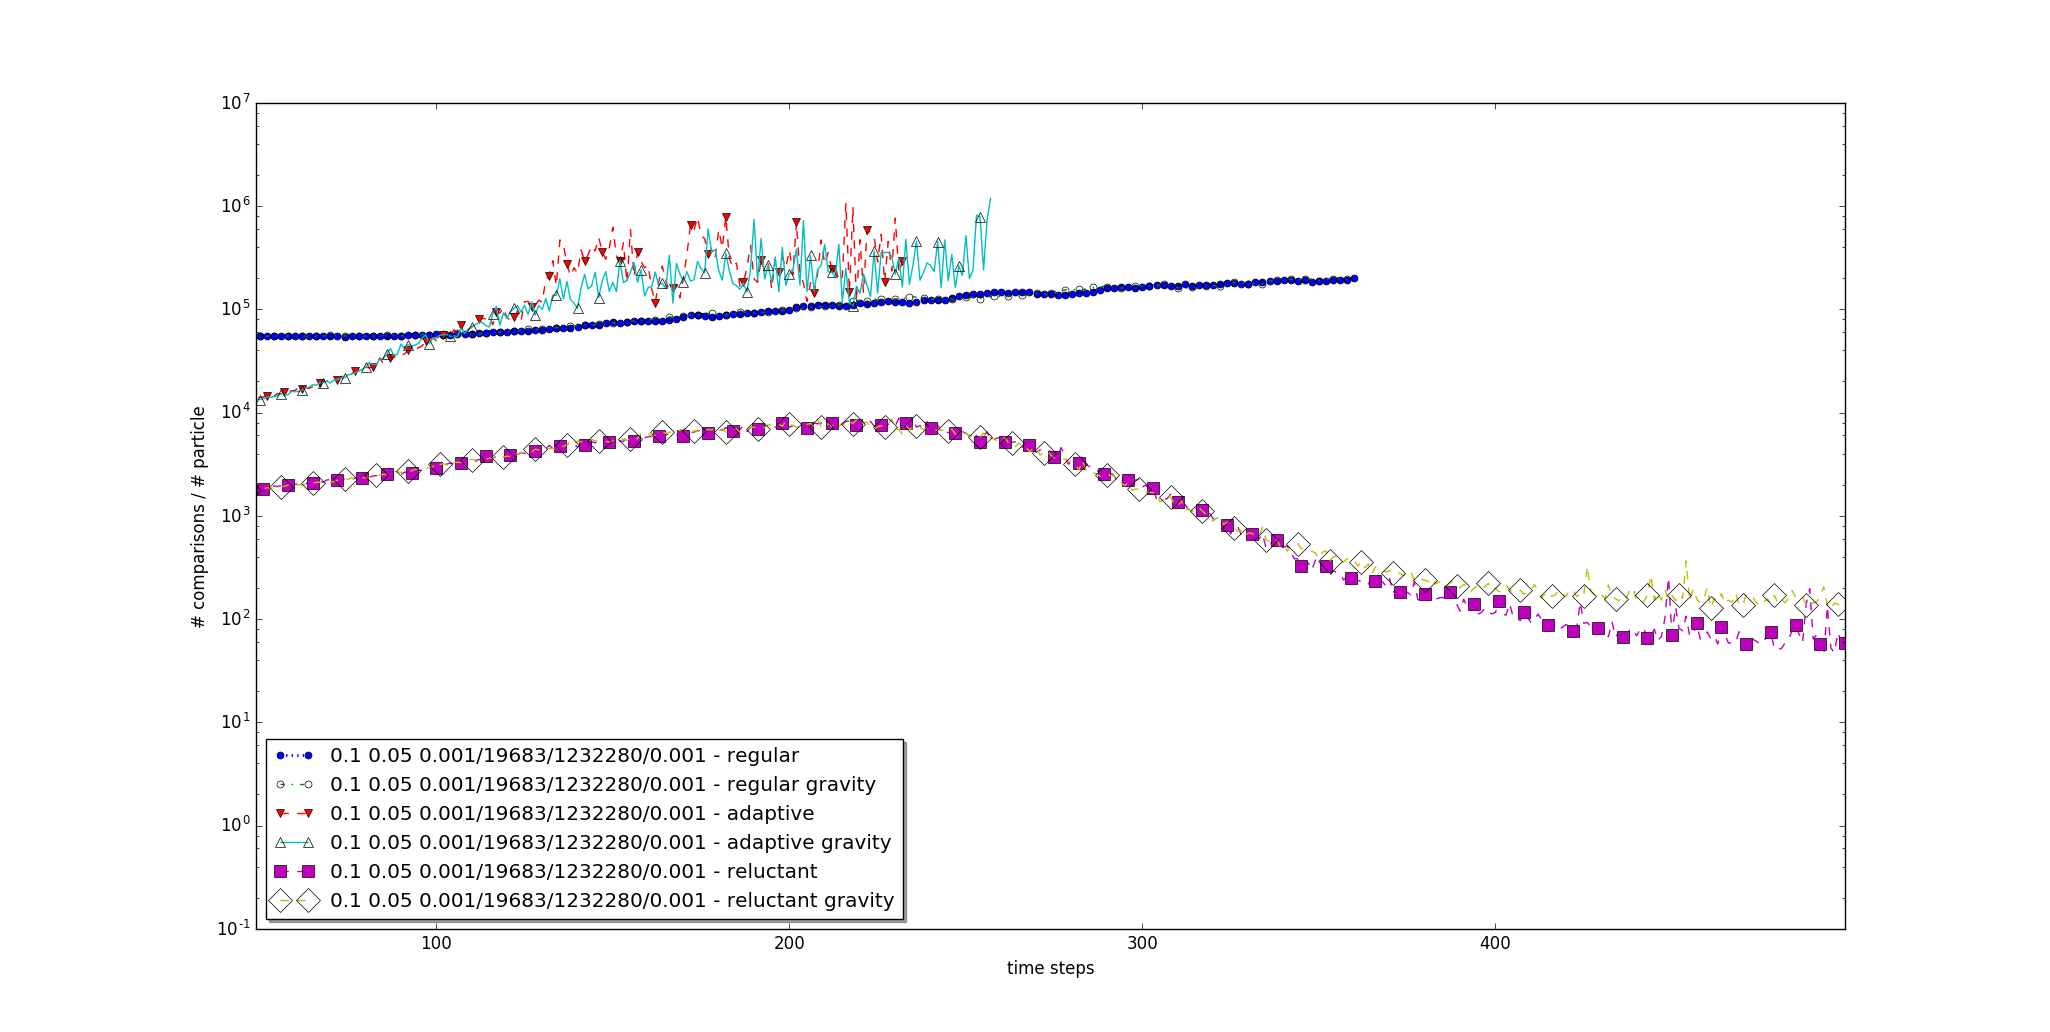 10^7
10^6
10^5
10^4
10^3
10^2
10^1
10^0
10^-1
# comparisons / # particle
0.1 0.05 0.001/19683/1232280/0.001 - regular
0.1 0.05 0.001/19683/1232280/0.001 - regular gravity
0.1 0.05 0.001/19683/1232280/0.001 - adaptive
0.1 0.05 0.001/19683/1232280/0.001 - adaptive gravity
0.1 0.05 0.001/19683/1232280/0.001 - reluctant
0.1 0.05 0.001/19683/1232280/0.001 - reluctant gravity
100 200 300 400
time steps